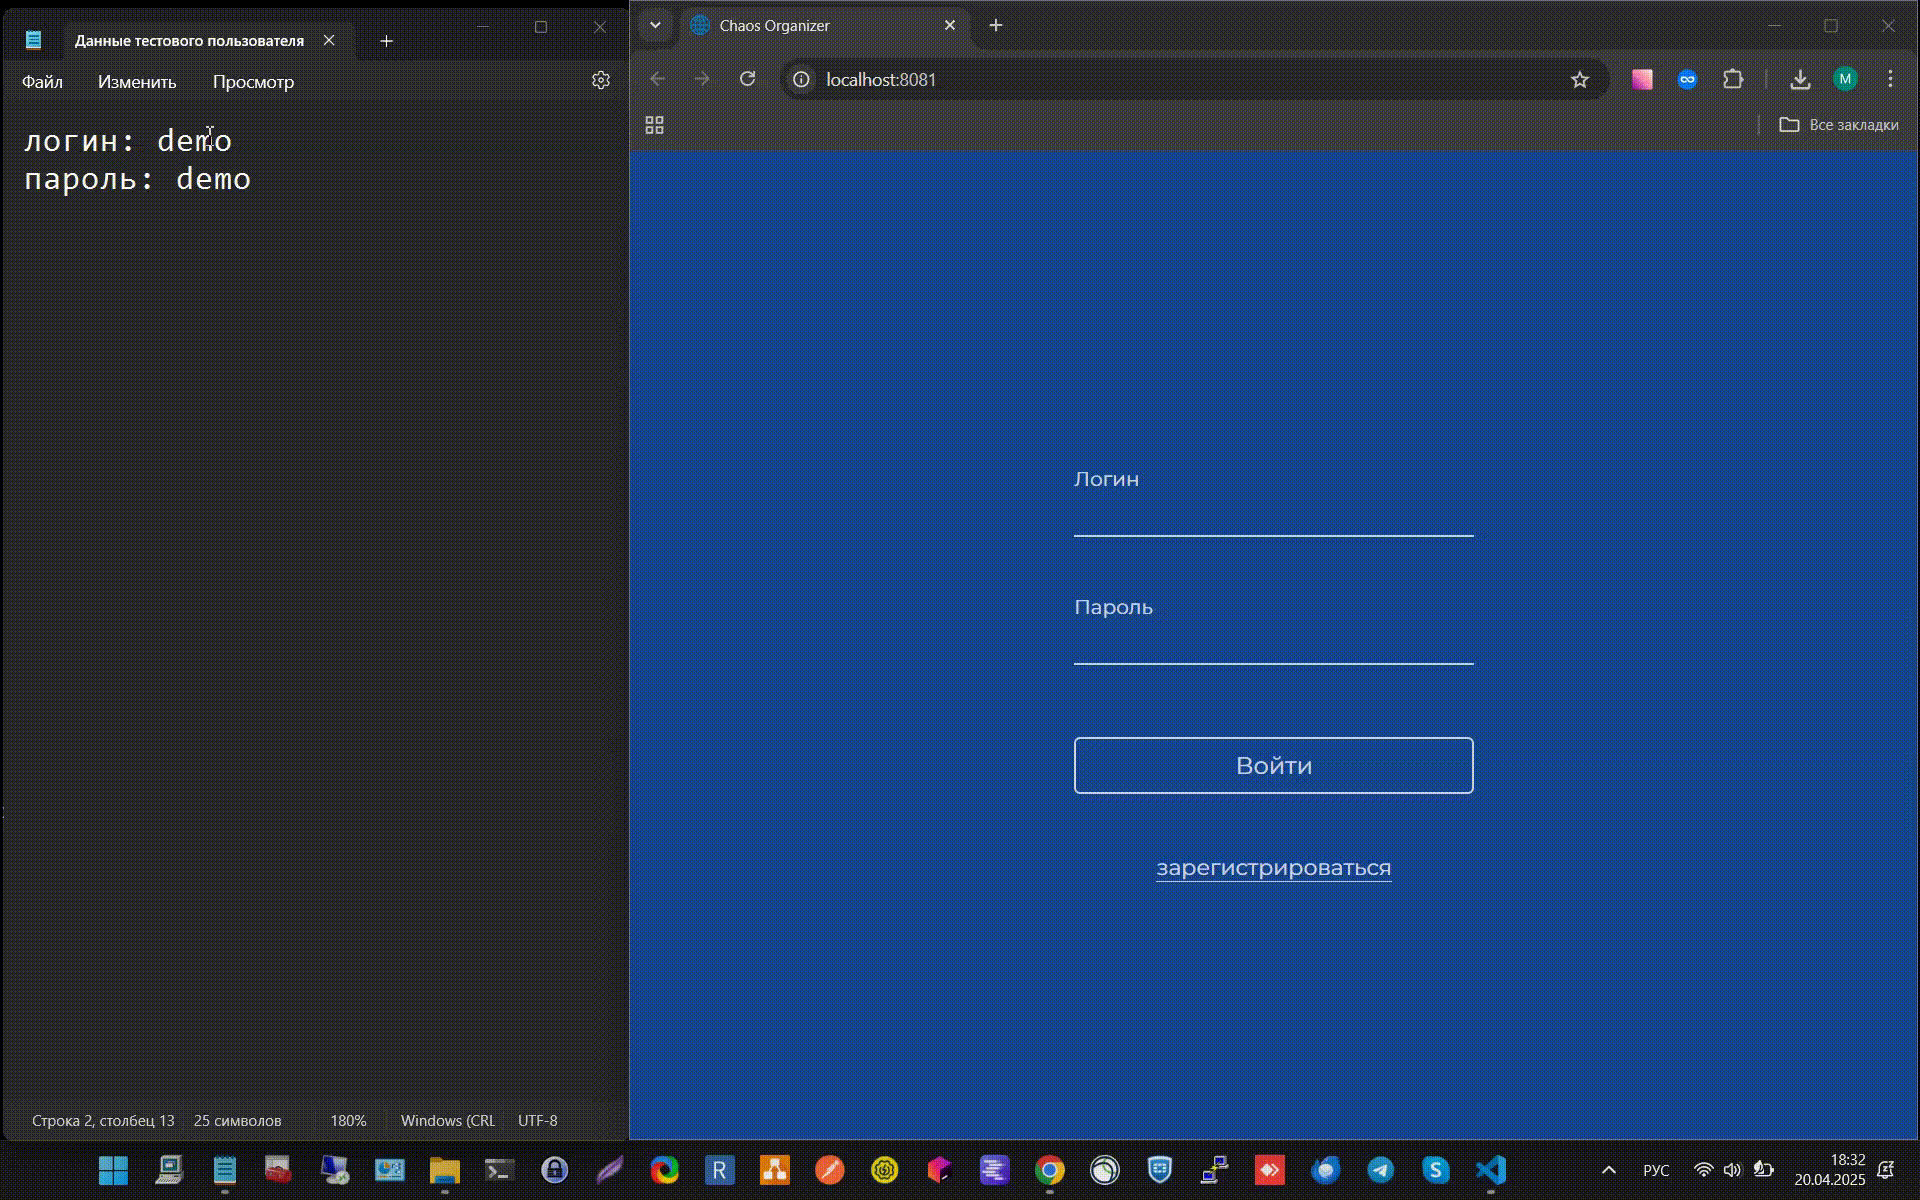 Данные тестового пользователя
Файл
Изменить
Просмотр
логин: demo
пароль: demo
Строка 2, столбец 13
25 символов
180%
Windows (CRL
UTF-8
Chaos Organizer
localhost:8081
M
Все закладки
Логин
Пароль
Войти
зарегистрироваться
РУС
18:32
20.04.2025